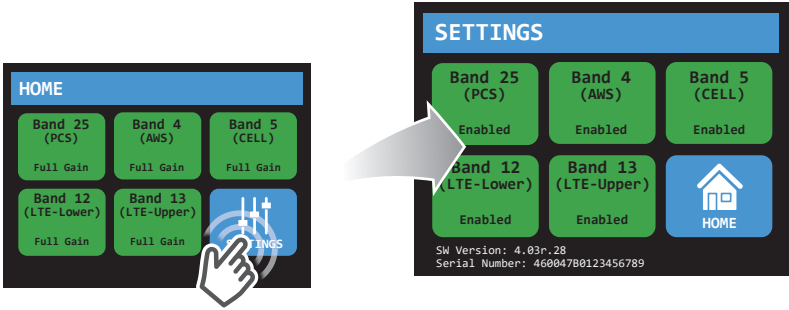 HOME
Band 25
(PCS)
Full Gain
Band 4
(AWS)
Full Gain
Band 5
(CELL)
Full Gain
Band 12
(LTE-Lower)
Full Gain
Band 13
(LTE-Upper)
Full Gain
SETTINGS
SETTINGS
Band 25
(PCS)
Enabled
Band 4
(AWS)
Enabled
Band 5
(CELL)
Enabled
Band 12
(LTE-Lower)
Enabled
Band 13
(LTE-Upper)
Enabled
HOME
SW Version: 4.03r.28
Serial Number: 460047B0123456789